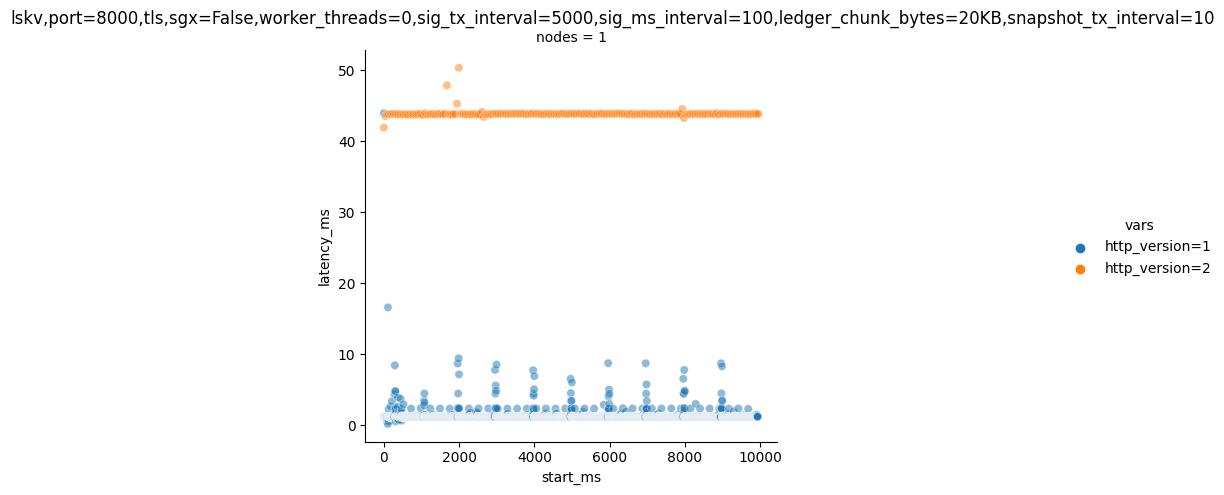 lskv,port=8000,tls,sgx=False,worker_threads=0,sig_tx_interval=5000,sig_ms_interval=100,ledger_chunk_bytes=20KB,snapshot_tx_interval=10
nodes = 1
50
40
30
20
10
0
latency_ms
0 2000 4000 6000 8000 10000
start_ms
vars
http_version=1
http_version=2